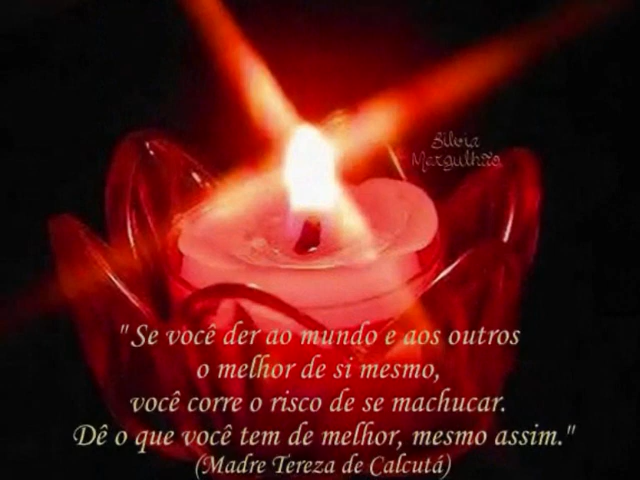 Silvia
Margulhão
"Se você der ao mundo e aos outros
o melhor de si mesmo,
você corre o risco de se machucar.
Dê o que você tem de melhor, mesmo assim."
(Madre Tereza de Calcutá)